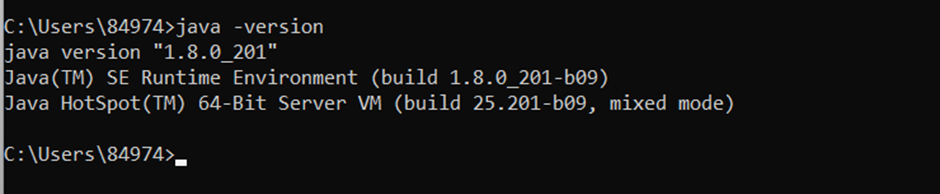 C:\Users\84974>java -version
java version "1.8.0_201"
Java(TM) SE Runtime Environment (build 1.8.0_201-b09)
Java HotSpot(TM) 64-Bit Server VM (build 25.201-b09, mixed mode)
C:\Users\84974>